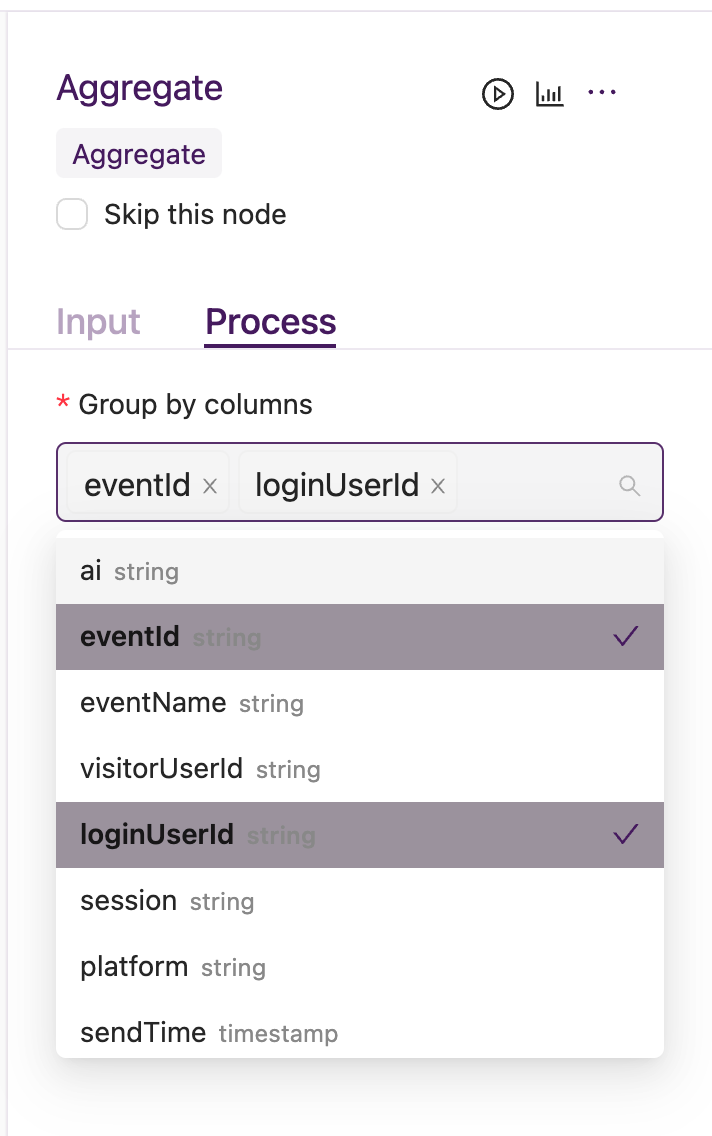 Aggregate
Aggregate
Skip this node
Input Process
* Group by columns
eventId × loginUserId ×
ai string
eventId string
eventName string
visitorUserId string
loginUserId string
session string
platform string
sendTime timestamp